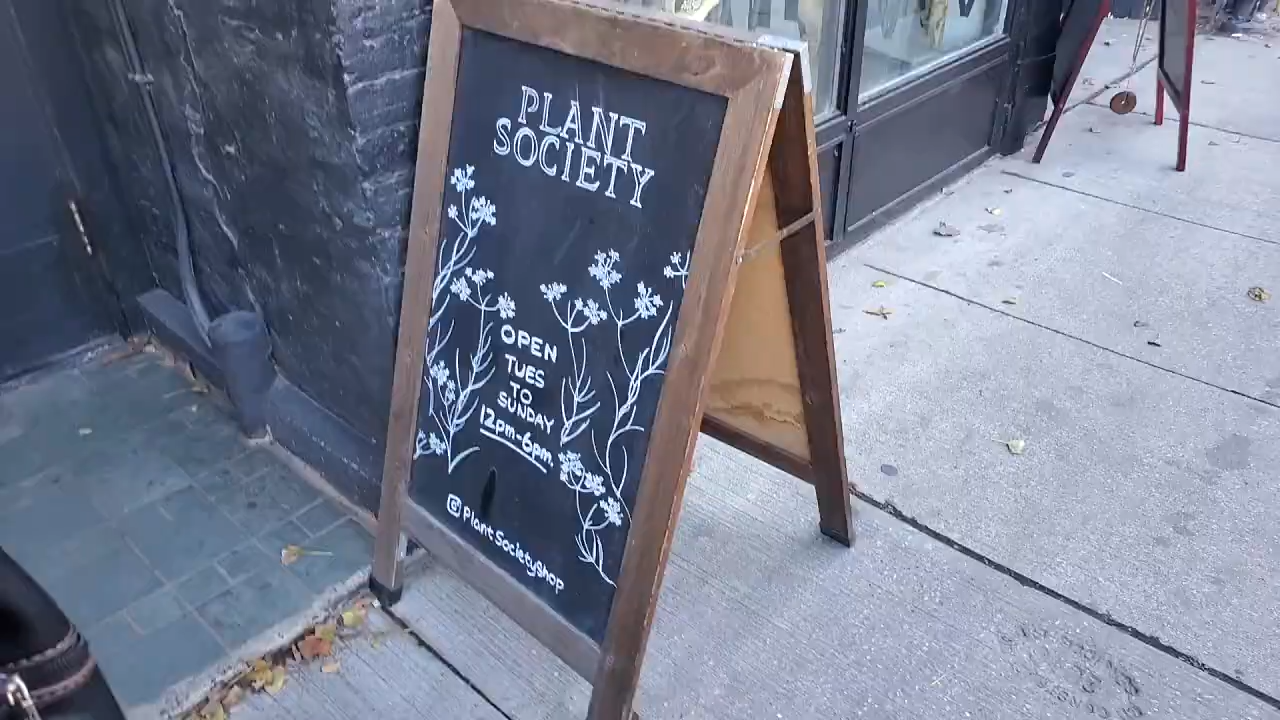 PLANT
SOCIETY
OPEN
TUES
TO
SUNDAY
12pm-6pm.
PlantSocietyshop